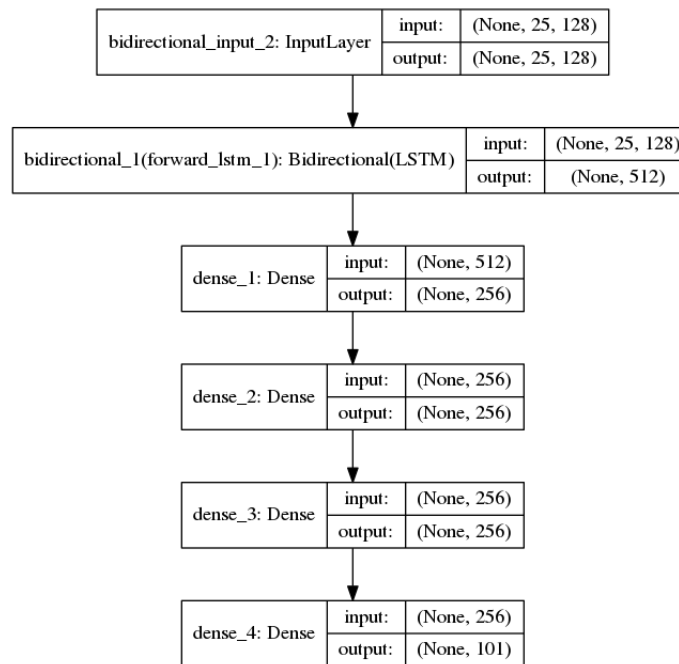 bidirectional_input_2: InputLayer
input: (None, 25, 128)
output: (None, 25, 128)
bidirectional_1(forward_lstm_1): Bidirectional(LSTM)
input: (None, 25, 128)
output: (None, 512)
dense_1: Dense
input: (None, 512)
output: (None, 256)
dense_2: Dense
input: (None, 256)
output: (None, 256)
dense_3: Dense
input: (None, 256)
output: (None, 256)
dense_4: Dense
input: (None, 256)
output: (None, 101)